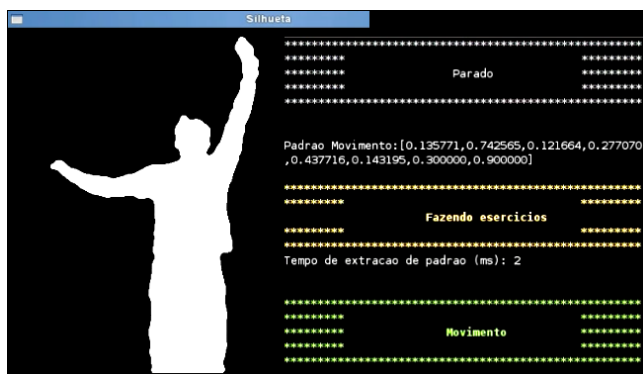 Silhueta
***************************************************
********* *********
********* Parado *********
********* *********
***************************************************
Padrao Movimento:[0.135771,0.742565,0.121664,0.277070
,0.437716,0.143195,0.300000,0.900000]
***************************************************
********* *********
Fazendo esercicios
********* *********
***************************************************
Tempo de extracao de padrao (ms): 2
***************************************************
********* *********
********* Movimento *********
********* *********
***************************************************